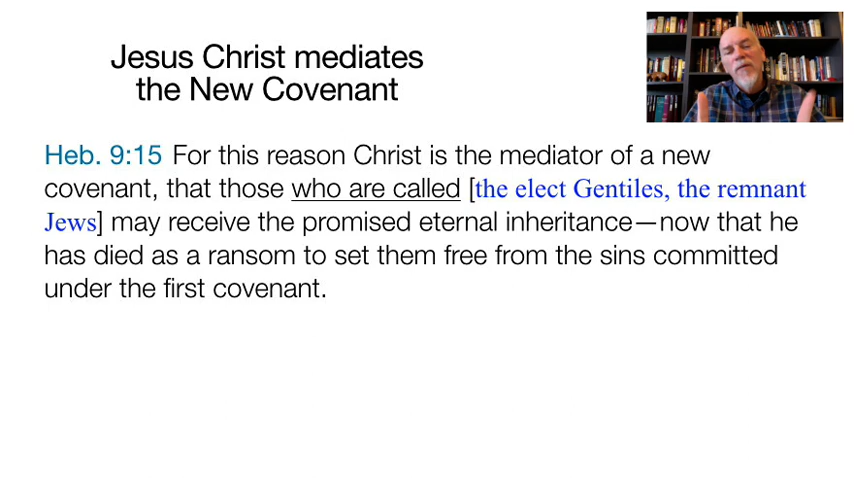 Jesus Christ mediates
the New Covenant
Heb. 9:15 For this reason Christ is the mediator of a new
covenant, that those who are called [the elect Gentiles, the remnant
Jews] may receive the promised eternal inheritance—now that he
has died as a ransom to set them free from the sins committed
under the first covenant.